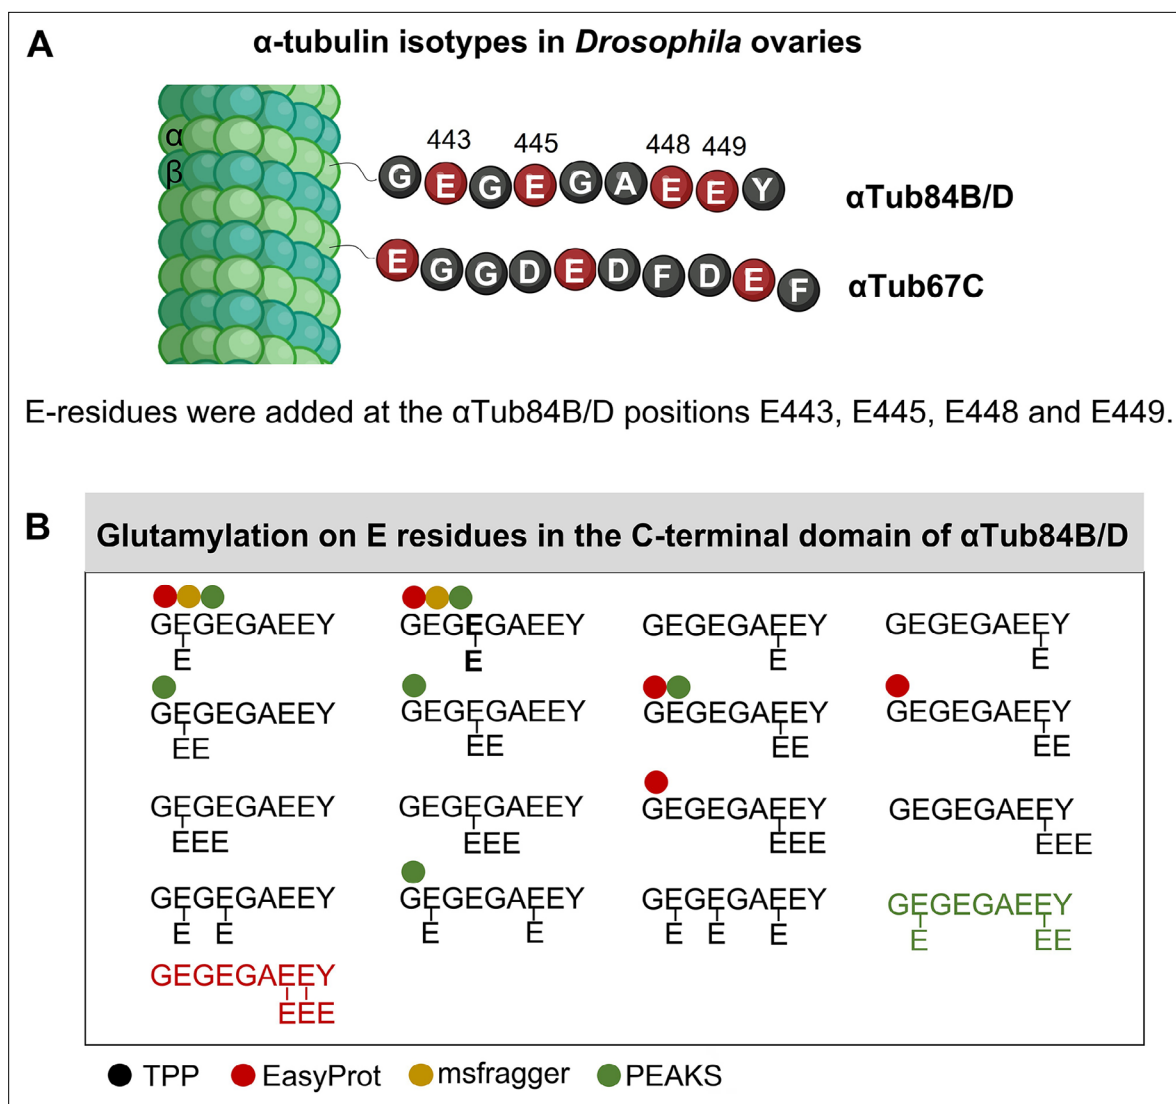 A
α-tubulin isotypes in Drosophila ovaries
α
β
443 445 448 449
G E G E G A E E Y
αTub84B/D
E G G D E D F D E F
αTub67C
E-residues were added at the αTub84B/D positions E443, E445, E448 and E449.
B
Glutamylation on E residues in the C-terminal domain of αTub84B/D
GEGEGAEEY GEGEGAEEY GEGEGAEEY GEGEGAEEY
E E E E
GEGEGAEEY GEGEGAEEY GEGEGAEEY GEGEGAEEY
EE EE EE EE
GEGEGAEEY GEGEGAEEY GEGEGAEEY GEGEGAEEY
EEE EEE EEE EEE
GEGEGAEEY GEGEGAEEY GEGEGAEEY GEGEGAEEY
E E E E E E E E EE
GEGEGAEEY
EEE
TPP EasyProt msfragger PEAKS